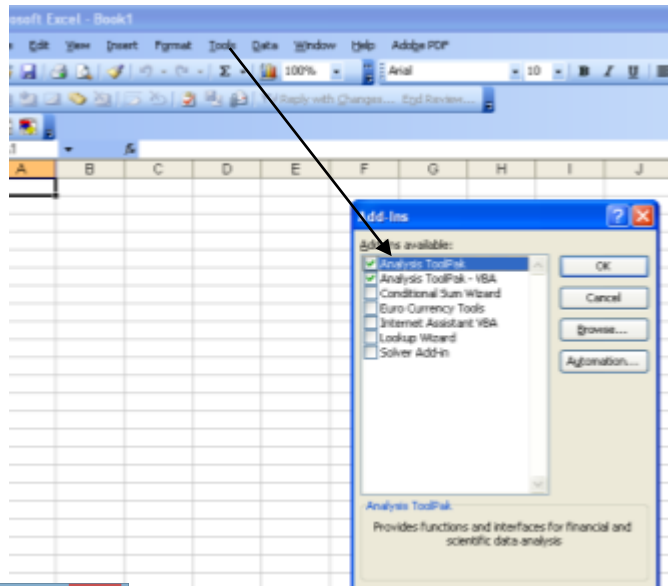 osoft Excel - Book1
Edit View Insert Format Tools Data Window Help Adobe PDF
100% Arial 10 B I U
Reply with Changes... End Review...
A B C D E F G H I J
Add-Ins
Add-Ins available:
Analysis ToolPak
Analysis ToolPak - VBA
Conditional Sum Wizard
Euro Currency Tools
Internet Assistant VBA
Lookup Wizard
Solver Add-in
OK
Cancel
Browse...
Automation...
Analysis ToolPak
Provides functions and interfaces for financial and
scientific data analysis